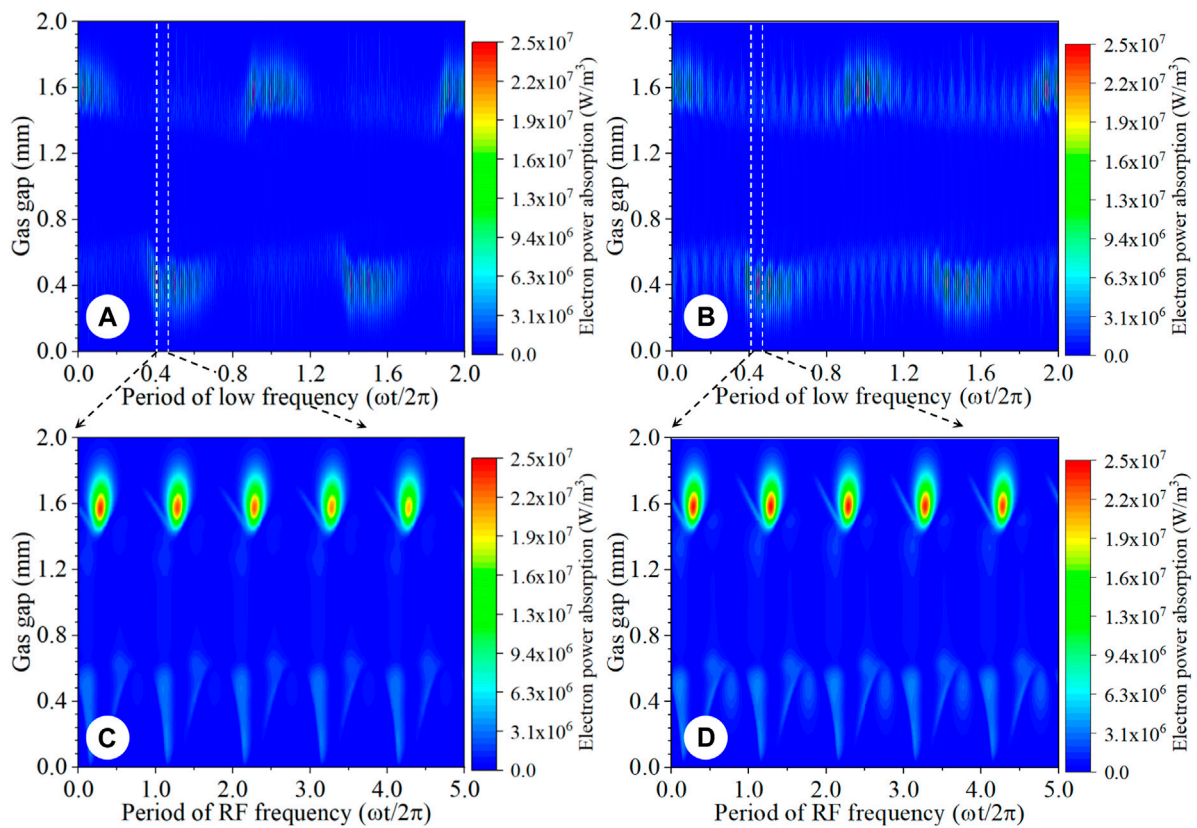 A
Gas gap (mm)
2.0
1.6
1.2
0.8
0.4
0.0
0.0 0.4 0.8 1.2 1.6 2.0
Period of low frequency (ωt/2π)
2.5x10⁷
2.2x10⁷
1.9x10⁷
1.6x10⁷
1.3x10⁷
9.4x10⁶
6.3x10⁶
3.1x10⁶
0.0
Electron power absorption (W/m³)
B
Gas gap (mm)
2.0
1.6
1.2
0.8
0.4
0.0
0.0 0.4 0.8 1.2 1.6 2.0
Period of low frequency (ωt/2π)
2.5x10⁷
2.2x10⁷
1.9x10⁷
1.6x10⁷
1.3x10⁷
9.4x10⁶
6.3x10⁶
3.1x10⁶
0.0
Electron power absorption (W/m³)
C
Gas gap (mm)
2.0
1.6
1.2
0.8
0.4
0.0
0.0 1.0 2.0 3.0 4.0 5.0
Period of RF frequency (ωt/2π)
2.5x10⁷
2.2x10⁷
1.9x10⁷
1.6x10⁷
1.3x10⁷
9.4x10⁶
6.3x10⁶
3.1x10⁶
0.0
Electron power absorption (W/m³)
D
Gas gap (mm)
2.0
1.6
1.2
0.8
0.4
0.0
0.0 1.0 2.0 3.0 4.0 5.0
Period of RF frequency (ωt/2π)
2.5x10⁷
2.2x10⁷
1.9x10⁷
1.6x10⁷
1.3x10⁷
9.4x10⁶
6.3x10⁶
3.1x10⁶
0.0
Electron power absorption (W/m³)